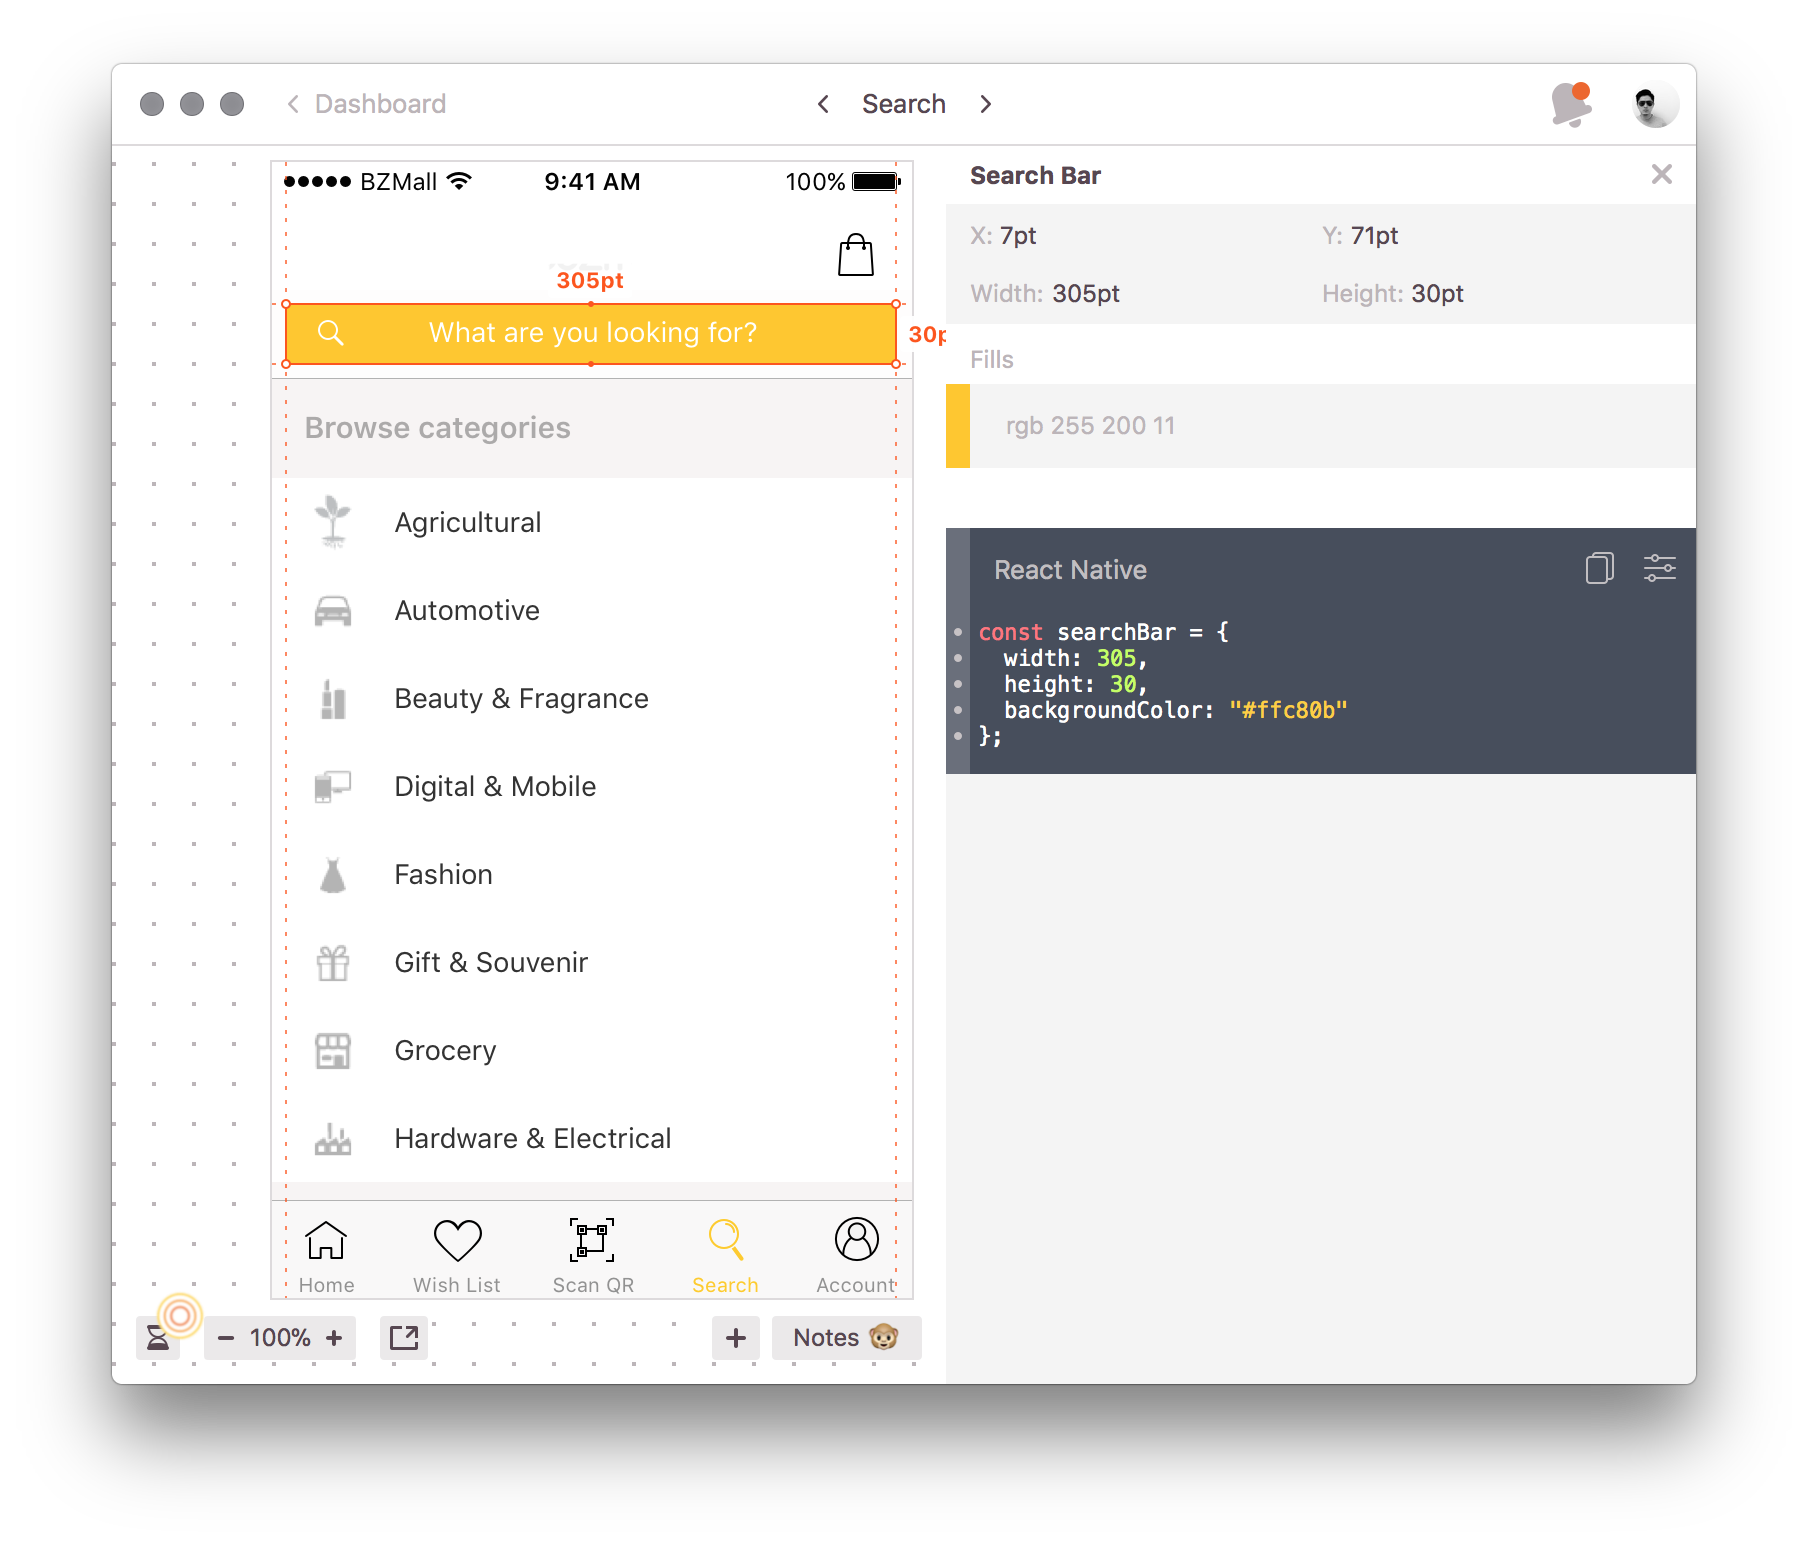 Dashboard
Search
BZMall
9:41 AM
100%
305pt
What are you looking for?
Browse categories
Agricultural
Automotive
Beauty & Fragrance
Digital & Mobile
Fashion
Gift & Souvenir
Grocery
Hardware & Electrical
Home
Wish List
Scan QR
Search
Account
100%
Notes 🐵
Search Bar
X: 7pt
Y: 71pt
Width: 305pt
Height: 30pt
Fills
rgb 255 200 11
React Native
const searchBar = {
width: 305,
height: 30,
backgroundColor: "#ffc80b"
};